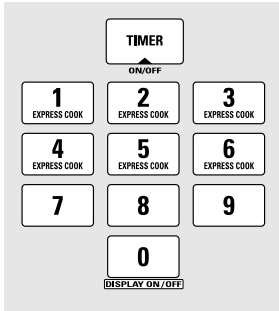 TIMER
ON/OFF
1 2 3
EXPRESS COOK EXPRESS COOK EXPRESS COOK
4 5 6
EXPRESS COOK EXPRESS COOK EXPRESS COOK
7 8 9
0
DISPLAY ON/OFF